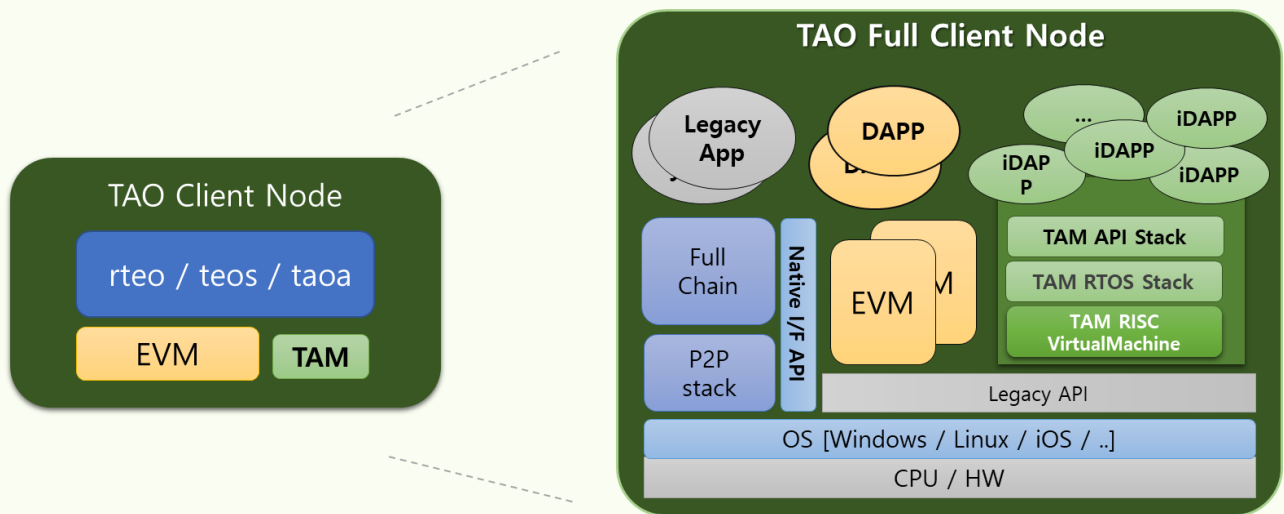 TAO Client Node
rteo / teos / taoa
EVM
TAM
TAO Full Client Node
Legacy
App
DAPP
...
iDAPP
iDAPP
iDAP
P
iDAPP
Full
Chain
P2P
stack
Native I/F API
EVM
TAM API Stack
TAM RTOS Stack
TAM RISC
VirtualMachine
Legacy API
OS [Windows / Linux / iOS / ..]
CPU / HW